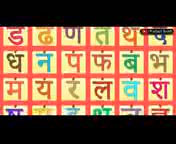 ड ढ ण त थ द
ध न प फ ब भ
म य र ल व श